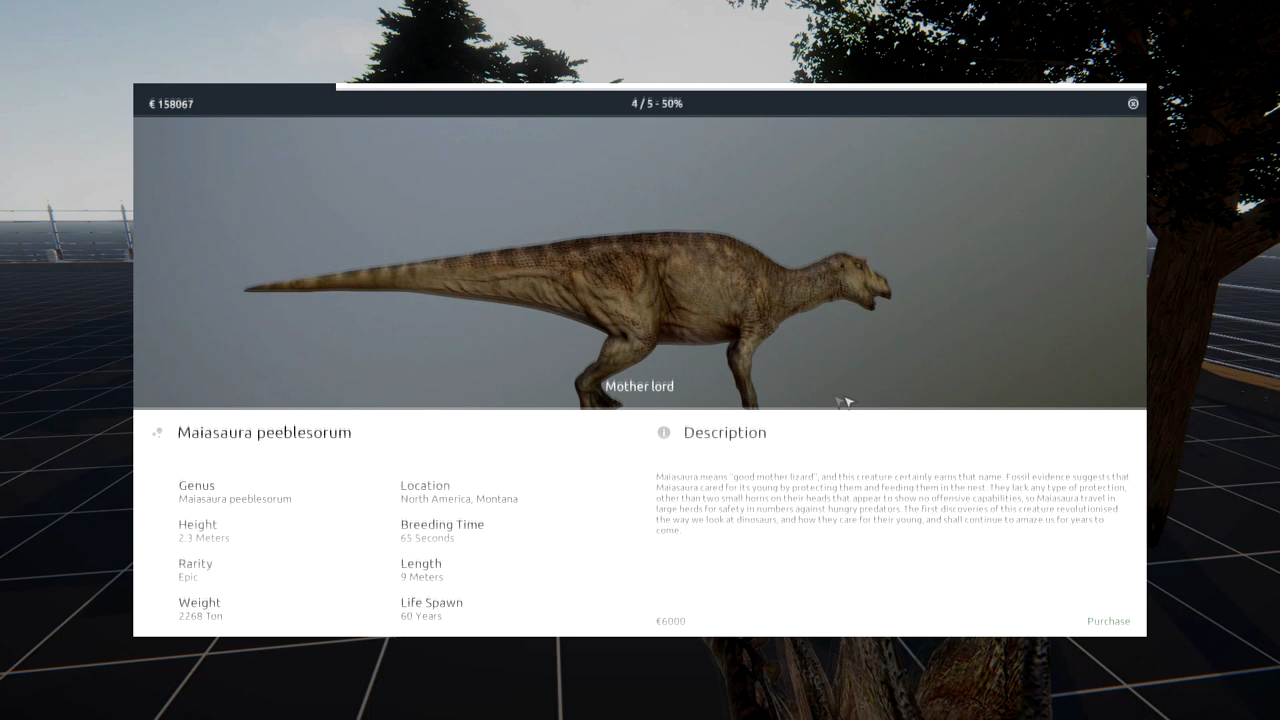 € 158067
4 / 5 - 50%
Mother lord
Maiasaura peeblesorum
Genus
Maiasaura peeblesorum
Height
2.3 Meters
Rarity
Epic
Weight
2268 Ton
Location
North America, Montana
Breeding Time
65 Seconds
Length
9 Meters
Life Spawn
60 Years
Description
Maiasaura means "good mother lizard", and this creature certainly earns that name. Fossil evidence suggests that
Maiasaura cared for its young by protecting them and feeding them in the nest. They lack any type of protection,
other than two small horns on their heads that appear to show no offensive capabilities, so Maiasaura travel in
large herds for safety in numbers against hungry predators. The first discoveries of this creature revolutionised
the way we look at dinosaurs, and how they care for their young, and shall continue to amaze us for years to
come.
€6000
Purchase